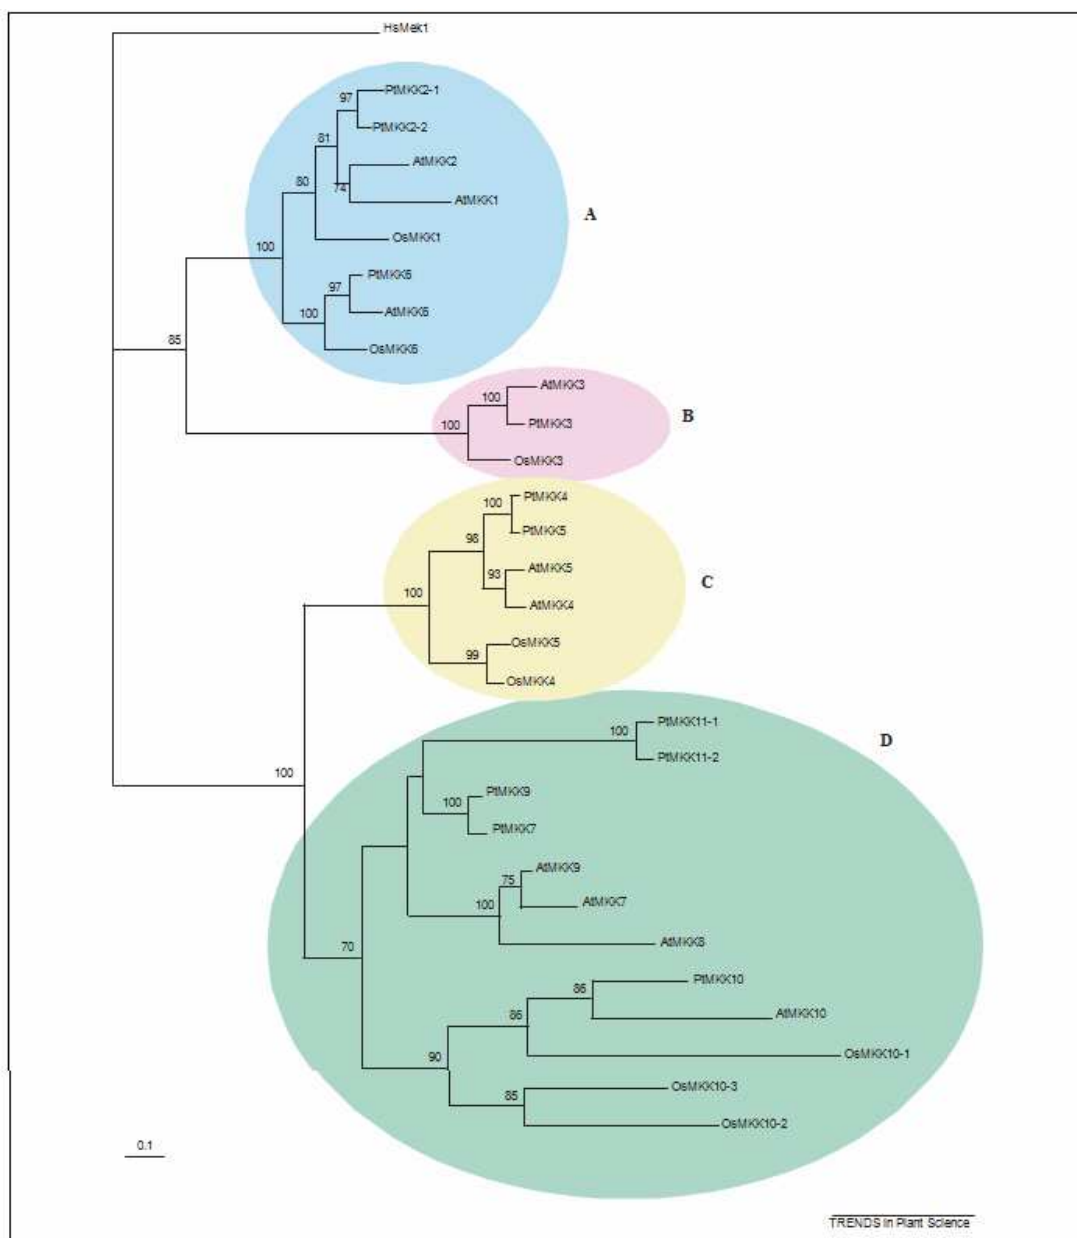 HsMek1
PtMKK2-1
97
PtMKK2-2
81
AtMKK2
74
80
AtMKK1
A
OsMKK1
100
PtMKK6
97
AtMKK6
100
OsMKK6
85
AtMKK3
100
B
PtMKK3
100
OsMKK3
PtMKK4
100
PtMKK5
98
AtMKK5
93
C
100
AtMKK4
OsMKK5
99
OsMKK4
PtMKK11-1
100
D
PtMKK11-2
100
PtMKK9
100
PtMKK7
AtMKK9
75
AtMKK7
100
AtMKK8
70
PtMKK10
86
AtMKK10
86
OsMKK10-1
90
OsMKK10-3
85
OsMKK10-2
0.1
TRENDS in Plant Science